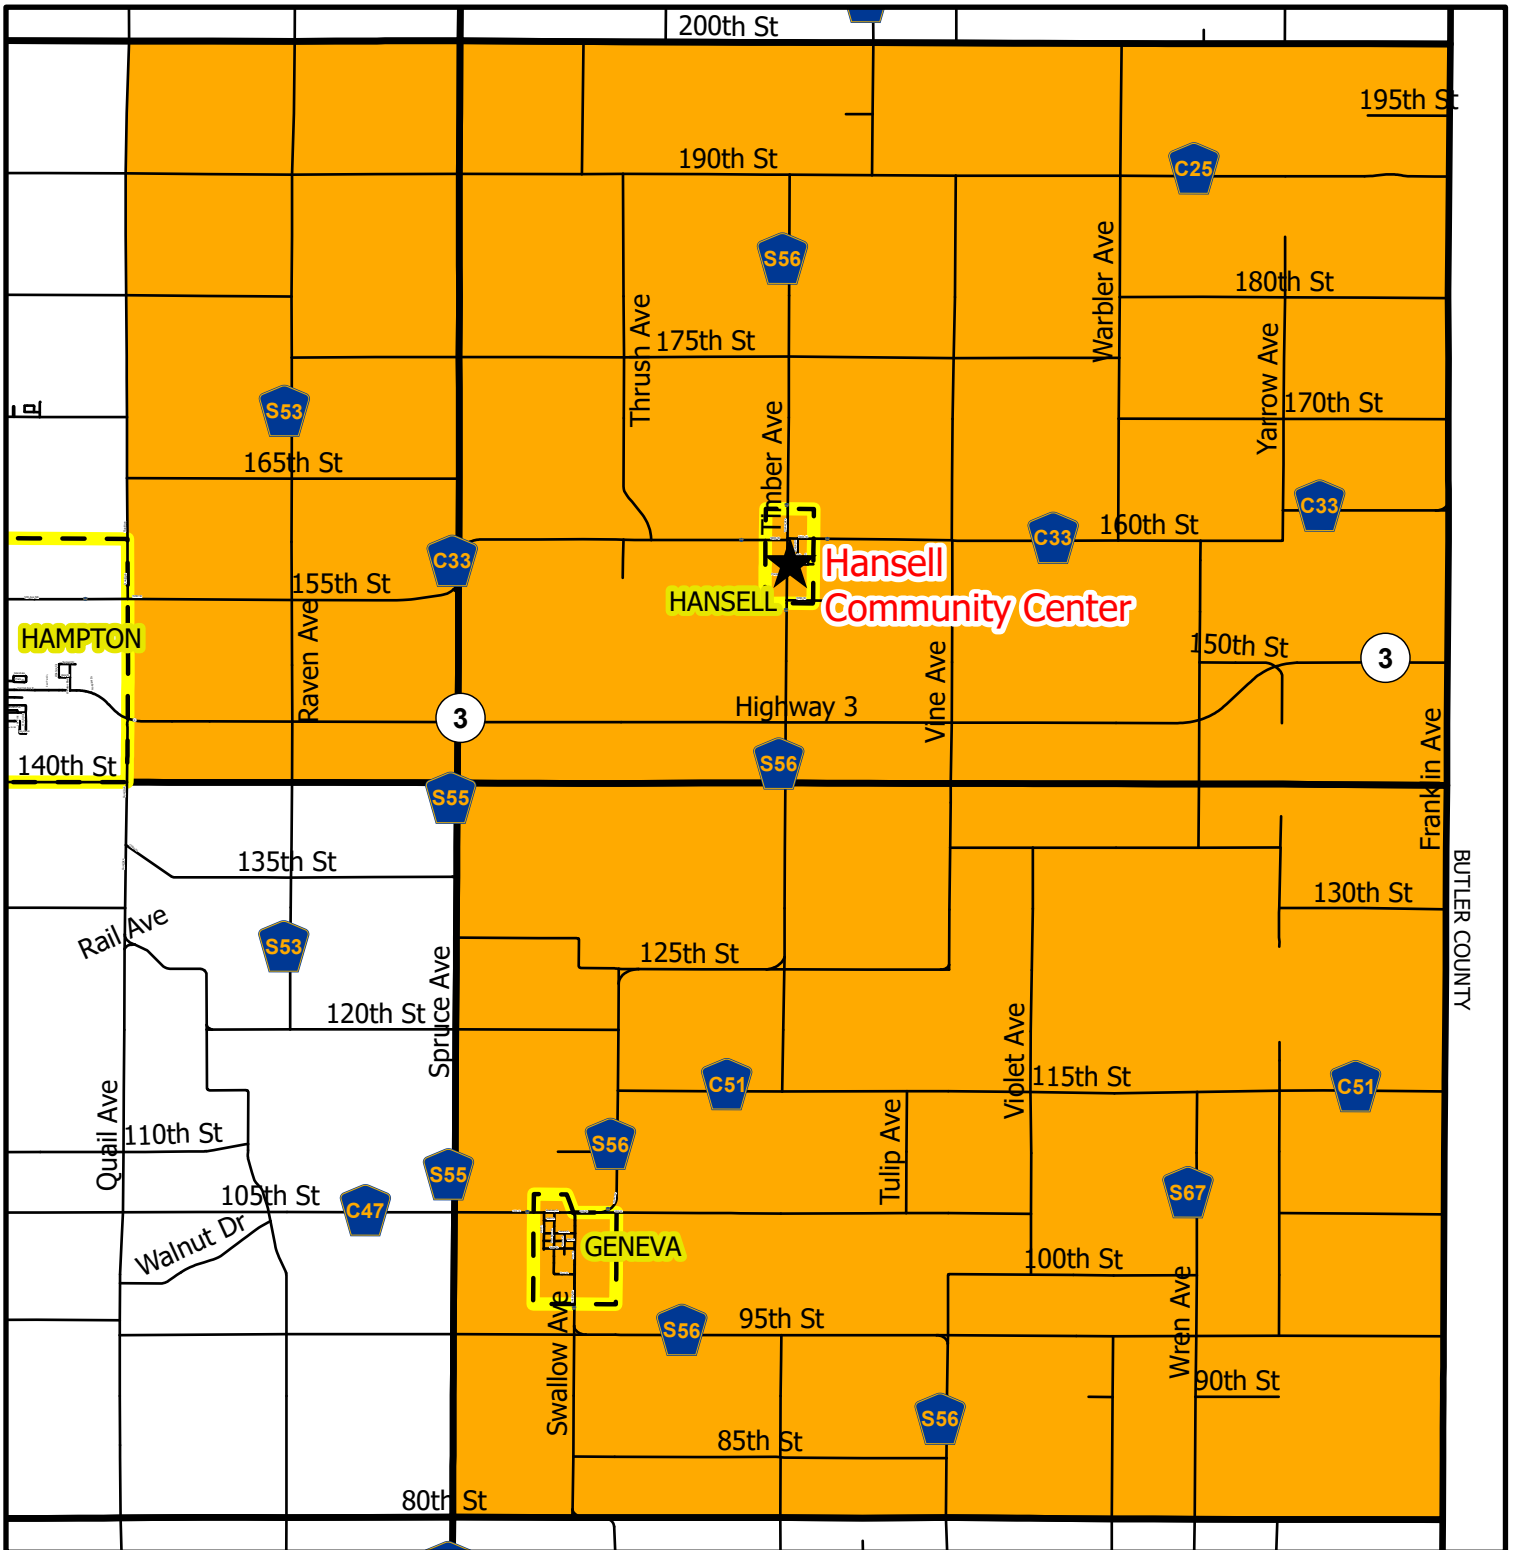 200th St
195th St
190th St
C25
S56
Warbler Ave
180th St
Thrush Ave
175th St
Yarrow Ave
S53
170th St
Timber Ave
165th St
C33
C33
160th St
C33
Hansell
155th St
HANSELL
Community Center
Raven Ave
HAMPTON
150th St
3
Vine Ave
3
Highway 3
140th St
S56
Franklin Ave
S55
135th St
BUTLER COUNTY
130th St
Rail Ave
S53
125th St
Spruce Ave
120th St
Violet Ave
115th St
C51
C51
Quail Ave
Tulip Ave
110th St
S56
S55
S67
105th St
C47
Walnut Dr
GENEVA
100th St
Wren Ave
95th St
S56
Swallow Ave
90th St
S56
85th St
80th St